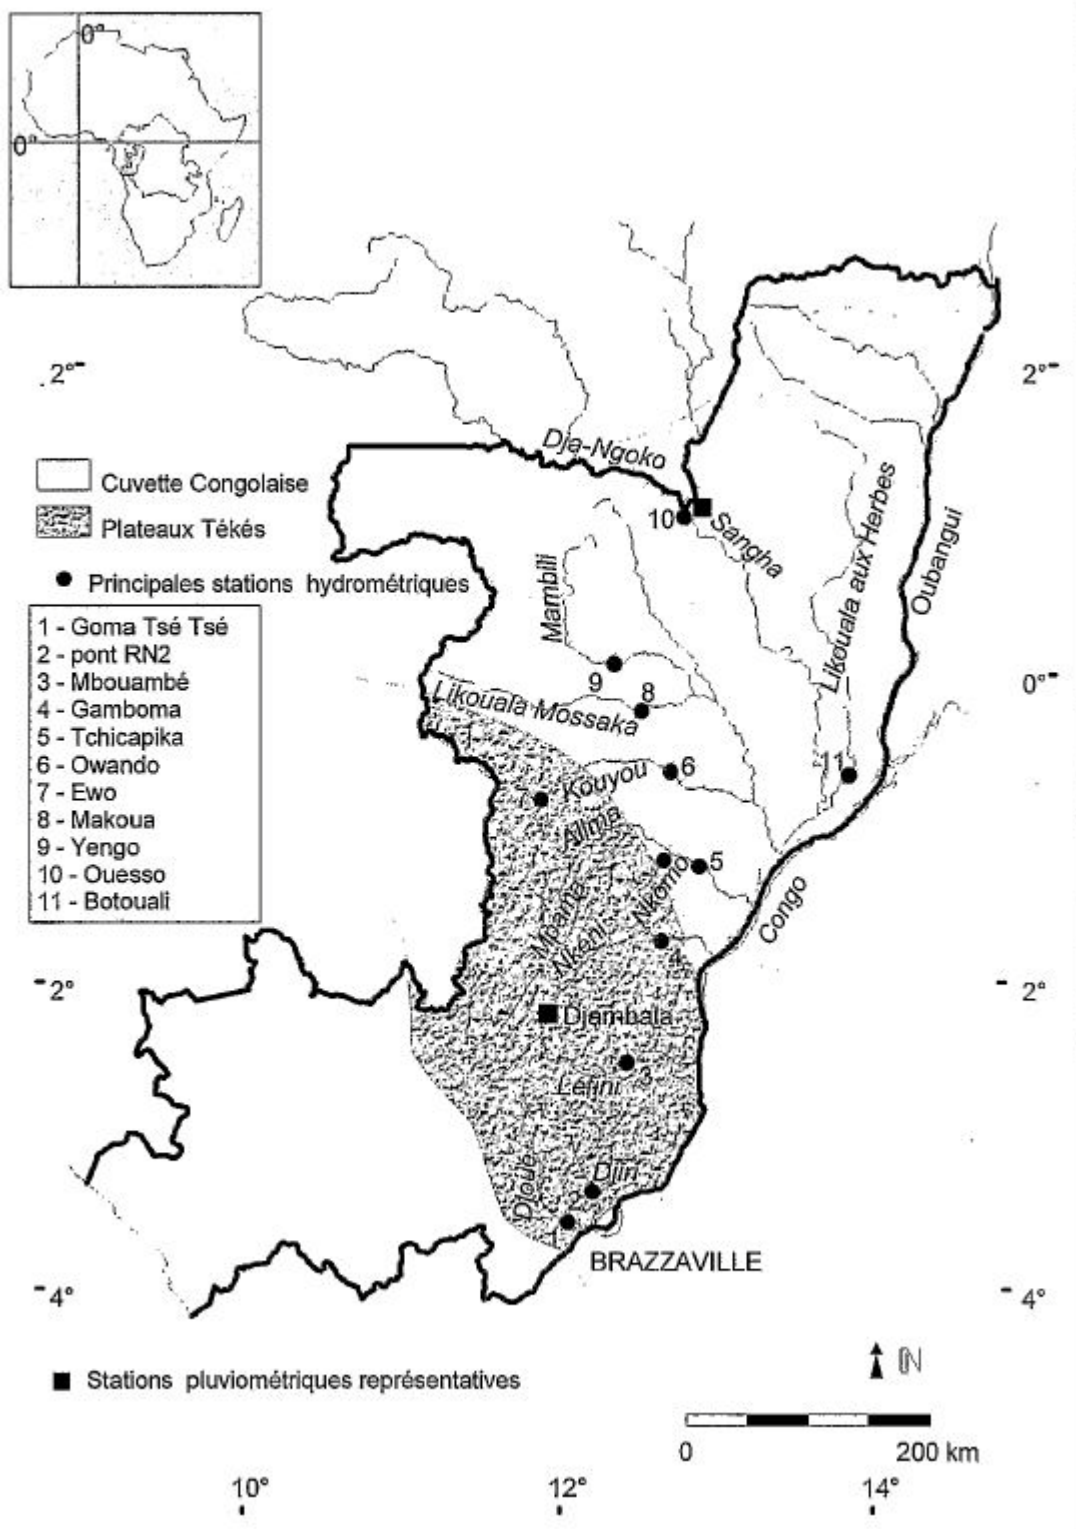 0°
0°
.2°
2°
Dja-Ngoko
Cuvette Congolaise
Plateaux Tékés
Principales stations hydrométriques
10
Sangha
Likouala aux Herbes
Oubangui
Mambili
1 - Goma Tsé Tsé
2 - pont RN2
3 - Mbouambé
4 - Gamboma
5 - Tchicapika
6 - Owando
7 - Ewo
8 - Makoua
9 - Yengo
10 - Ouesso
11 - Botouali
9
8
0°
Likouala Mossaka
Kouyou
6
11
7
Alima
5
Nkomo
Mpama
Nkéni
Congo
2°
2°
Djambala
3
Léfini
Djoué
Djiri
2
1
BRAZZAVILLE
4°
4°
Stations pluviométriques représentatives
N
0
200 km
10°
12°
14°